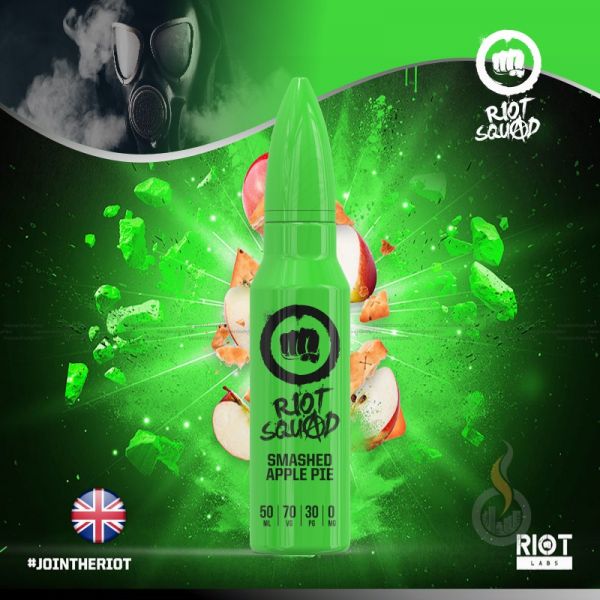 RIOT
SQUAD
RIOT
SQUAD
SMASHED
APPLE PIE
50 | 70 | 30 | 0
ML VG PG MG
#JOINTHERIOT
RIOT
LABS